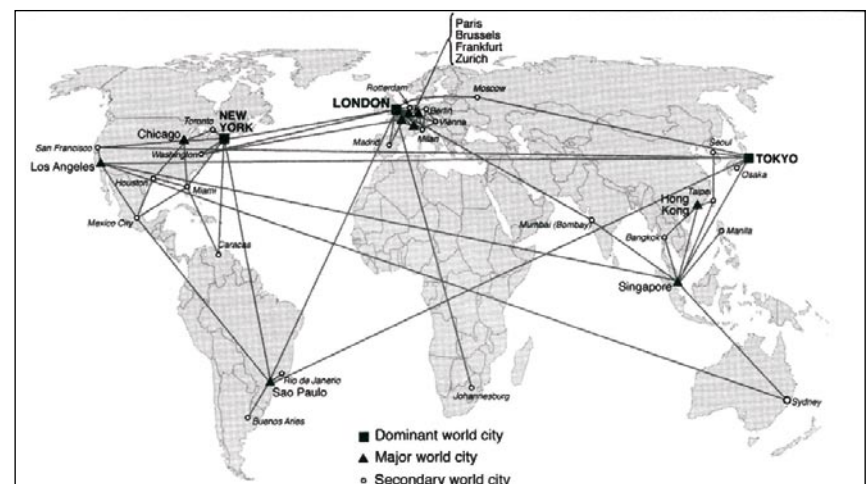 Paris
Brussels
Frankfurt
Zurich
Rotterdam
Moscow
LONDON
Berlin
Vienna
Milan
Madrid
Toronto
NEW
YORK
Chicago
Washington
San Francisco
Los Angeles
Houston
Miami
Mexico City
Caracas
Seoul
TOKYO
Osaka
Taipei
Hong
Kong
Mumbai (Bombay)
Bangkok
Manila
Singapore
Rio de Janerio
Sao Paulo
Buenos Aries
Johannesburg
Sydney
Dominant world city
Major world city
Secondary world city